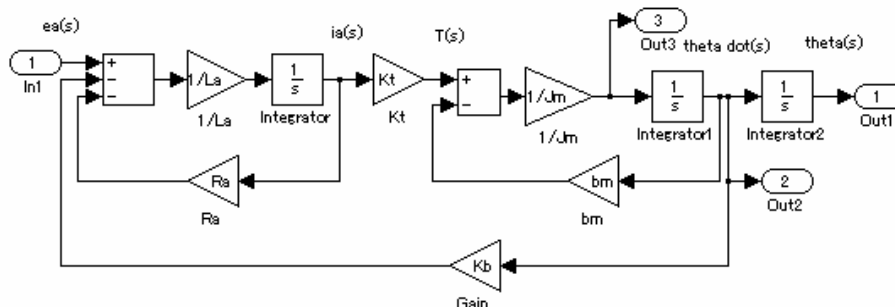 ea(s)
ia(s)
T(s)
3
Out3
theta dot(s)
theta(s)
1
In1
+
−
−
1/La
1/La
1
s
Integrator
Kt
Kt
+
−
1/Jm
1/Jm
1
s
Integrator1
1
s
Integrator2
1
Out1
Ra
Ra
bm
bm
2
Out2
Kb
Gain